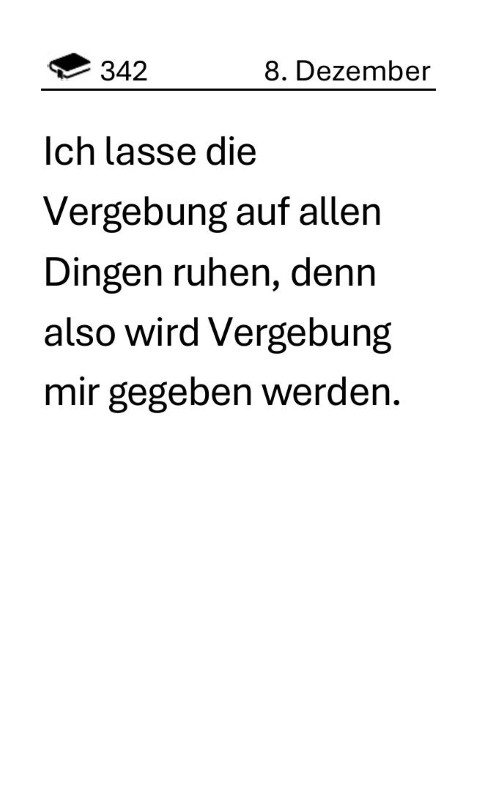 342 8. Dezember
Ich lasse die
Vergebung auf allen
Dingen ruhen, denn
also wird Vergebung
mir gegeben werden.